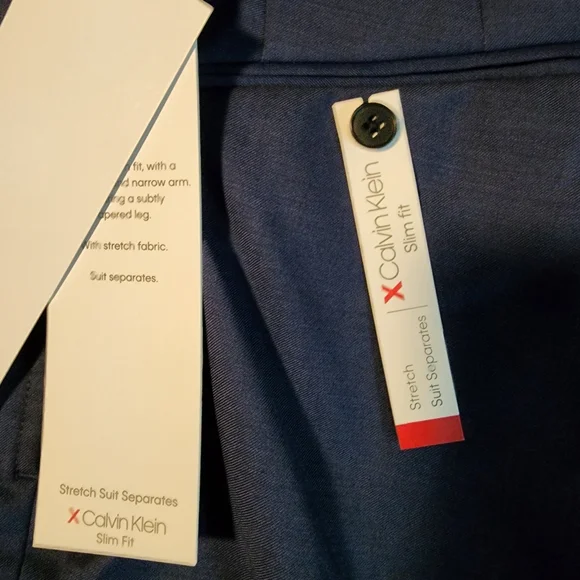 fit, with a
narrow arm.
a subtly
leg.
With stretch fabric.
Suit separates.
Stretch Suit Separates
X Calvin Klein
Slim Fit
X Calvin Klein
Slim fit
Stretch
Suit Separates